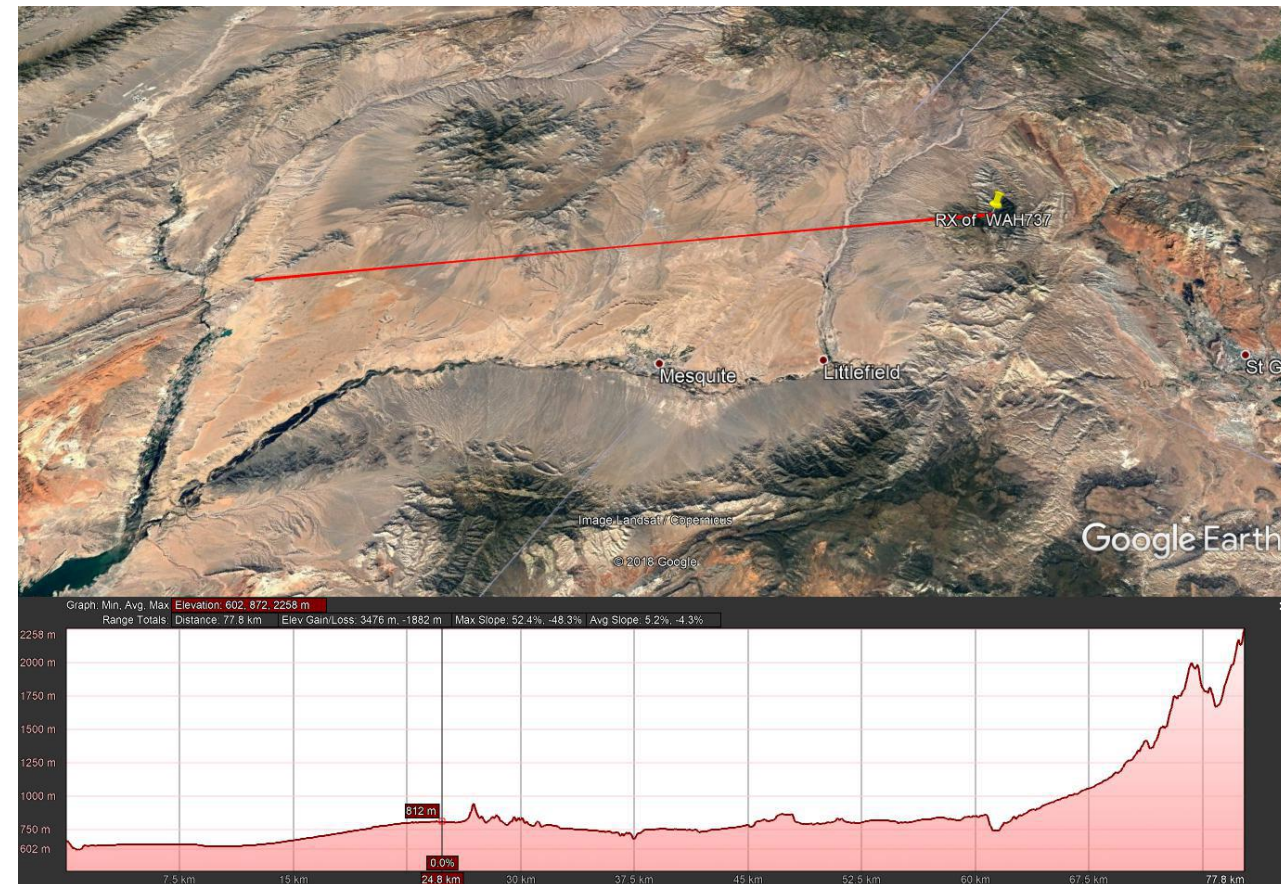 RX of WAH737
Mesquite
Littlefield
St G
Image Landsat / Copernicus
© 2018 Google
Google Earth
Graph: Min, Avg, Max Elevation: 602, 872, 2258 m
Range Totals Distance: 77.8 km Elev Gain/Loss: 3476 m, -1882 m Max Slope: 52.4%, -48.3% Avg Slope: 5.2%, -4.3%
2258 m
2000 m
1750 m
1500 m
1250 m
1000 m
812 m
750 m
602 m
0.0%
7.5 km 15 km 24.8 km 30 km 37.5 km 45 km 52.5 km 60 km 67.5 km 77.8 km